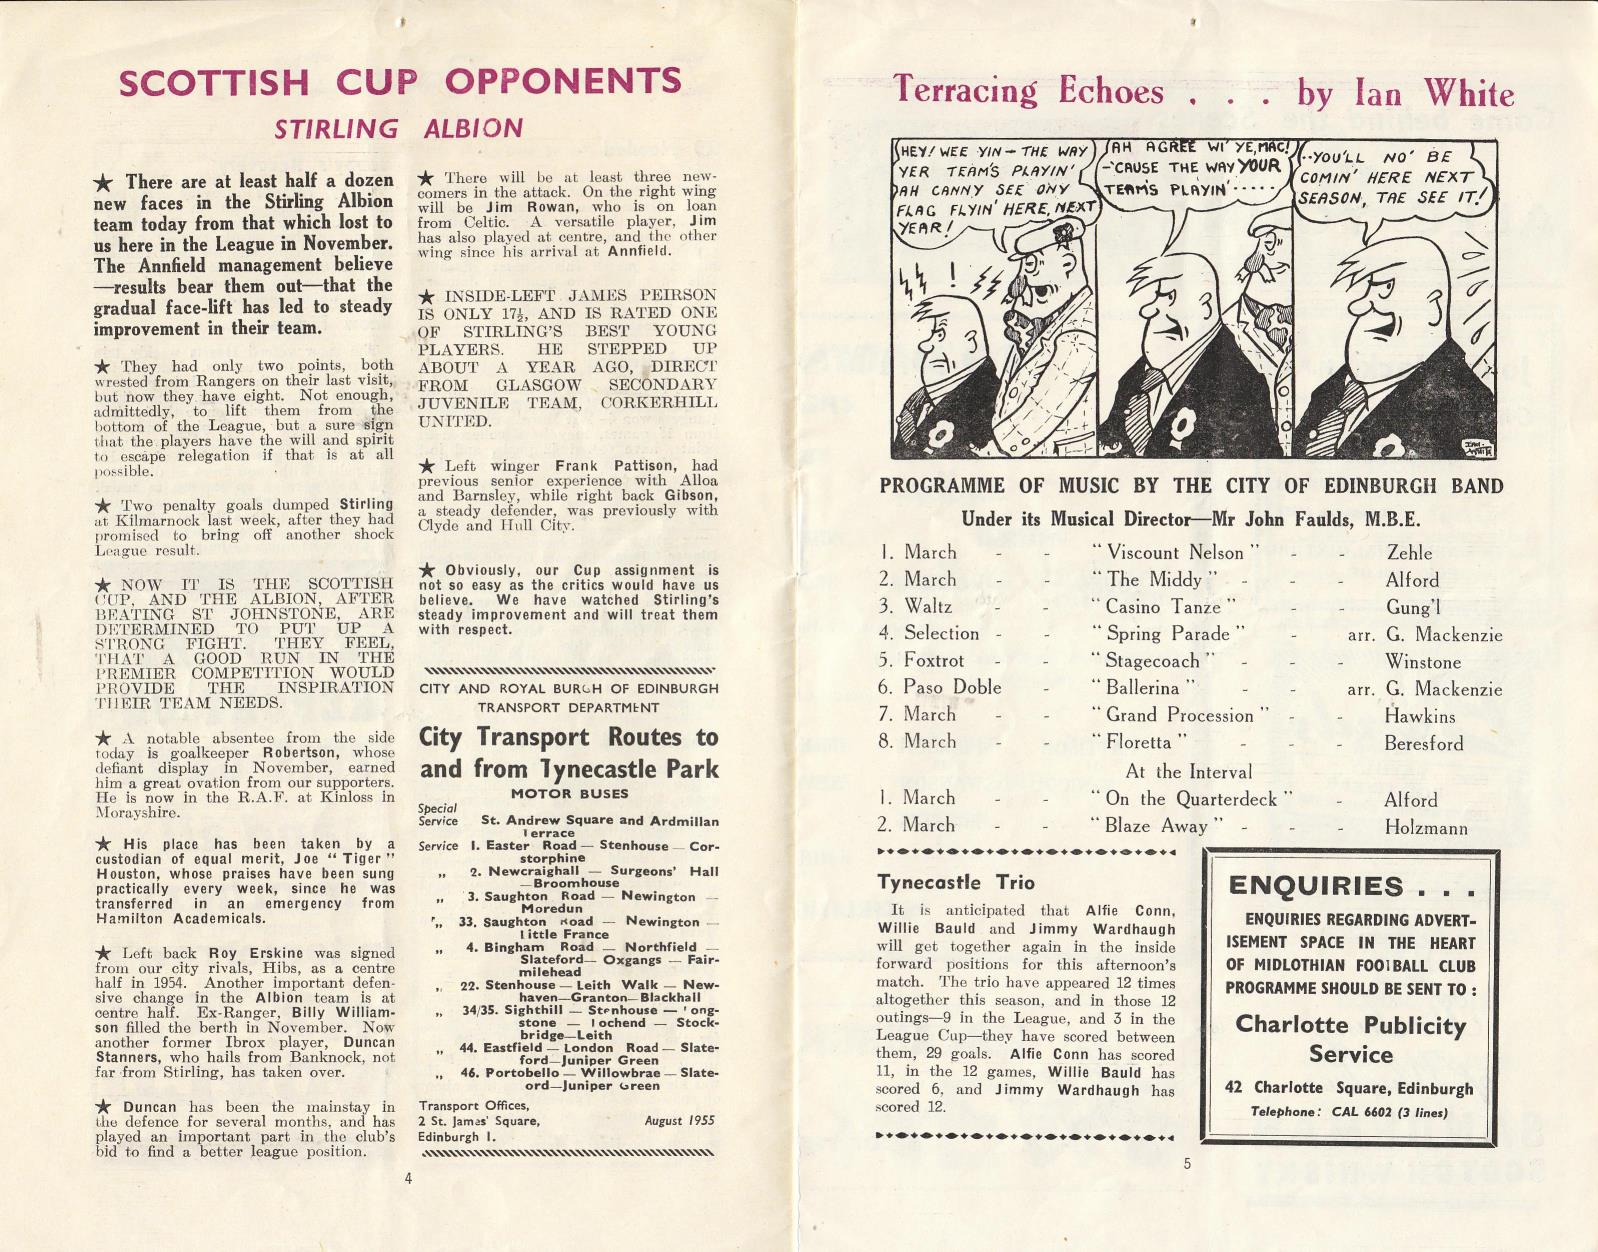 SCOTTISH CUP OPPONENTS
STIRLING ALBION
★ There are at least half a dozen
new faces in the Stirling Albion
team today from that which lost to
us here in the League in November.
The Annfield management believe
—results bear them out—that the
gradual face-lift has led to steady
improvement in their team.
★ They had only two points, both
wrested from Rangers on their last visit,
but now they have eight. Not enough,
admittedly, to lift them from the
bottom of the League, but a sure sign
that the players have the will and spirit
to escape relegation if that is at all
possible.
★ Two penalty goals dumped Stirling
at Kilmarnock last week, after they had
promised to bring off another shock
League result.
★ NOW IT IS THE SCOTTISH
CUP, AND THE ALBION, AFTER
BEATING ST JOHNSTONE, ARE
DETERMINED TO PUT UP A
STRONG FIGHT. THEY FEEL,
THAT A GOOD RUN IN THE
PREMIER COMPETITION WOULD
PROVIDE THE INSPIRATION
THEIR TEAM NEEDS.
★ A notable absentee from the side
today is goalkeeper Robertson, whose
defiant display in November, earned
him a great ovation from our supporters.
He is now in the R.A.F. at Kinloss in
Morayshire.
★ His place has been taken by a
custodian of equal merit, Joe “ Tiger ”
Houston, whose praises have been sung
practically every week, since he was
transferred in an emergency from
Hamilton Academicals.
★ Left back Roy Erskine was signed
from our city rivals, Hibs, as a centre
half in 1954. Another important defen-
sive change in the Albion team is at
centre half. Ex-Ranger, Billy William-
son filled the berth in November. Now
another former Ibrox player, Duncan
Stanners, who hails from Banknock, not
far from Stirling, has taken over.
★ Duncan has been the mainstay in
the defence for several months, and has
played an important part in the club's
bid to find a better league position.
★ There will be at least three new-
comers in the attack. On the right wing
will be Jim Rowan, who is on loan
from Celtic. A versatile player, Jim
has also played at centre, and the other
wing since his arrival at Annfield.
★ INSIDE-LEFT JAMES PEIRSON
IS ONLY 17½, AND IS RATED ONE
OF STIRLING'S BEST YOUNG
PLAYERS. HE STEPPED UP
ABOUT A YEAR AGO, DIRECT
FROM GLASGOW SECONDARY
JUVENILE TEAM, CORKERHILL
UNITED.
★ Left winger Frank Pattison, had
previous senior experience with Alloa
and Barnsley, while right back Gibson,
a steady defender, was previously with
Clyde and Hull City.
★ Obviously, our Cup assignment is
not so easy as the critics would have us
believe. We have watched Stirling's
steady improvement and will treat them
with respect.
CITY AND ROYAL BURGH OF EDINBURGH
TRANSPORT DEPARTMENT
City Transport Routes to
and from Tynecastle Park
MOTOR BUSES
Special
Service St. Andrew Square and Ardmillan
Terrace
Service 1. Easter Road — Stenhouse — Cor-
storphine
,, 2. Newcraighall — Surgeons' Hall
—Broomhouse
,, 3. Saughton Road — Newington —
Moredun
,, 33. Saughton Road — Newington —
Little France
,, 4. Bingham Road — Northfield —
Slateford— Oxgangs — Fair-
milehead
,, 22. Stenhouse — Leith Walk — New-
haven—Granton—Blackhall
,, 34/35. Sighthill — Stenhouse — Long-
stone — Lochend — Stock-
bridge—Leith
,, 44. Eastfield — London Road — Slate-
ford—Juniper Green
,, 46. Portobello — Willowbrae — Slate-
ord—Juniper Green
Transport Offices,
2 St. James' Square, August 1955
Edinburgh 1.
4
Terracing Echoes . . . by Ian White
HEY! WEE YIN – THE WAY
YER TEAM'S PLAYIN'
AH CANNY SEE ONY
FLAG FLYIN' HERE, NEXT
YEAR!
AH AGREE WI' YE, MAC!
–'CAUSE THE WAY YOUR
TEAM'S PLAYIN'·····
··YOU'LL NO' BE
COMIN' HERE NEXT
SEASON, TAE SEE IT!
IAN
WHITE
PROGRAMME OF MUSIC BY THE CITY OF EDINBURGH BAND
Under its Musical Director—Mr John Faulds, M.B.E.
1. March - - “ Viscount Nelson ” - - Zehle
2. March - - “ The Middy ” - - - Alford
3. Waltz - - “ Casino Tanze ” - - Gung'l
4. Selection - - “ Spring Parade ” - arr. G. Mackenzie
5. Foxtrot - - “ Stagecoach ” - - - Winstone
6. Paso Doble - “ Ballerina ” - - arr. G. Mackenzie
7. March - - “ Grand Procession ” - - Hawkins
8. March - - “ Floretta ” - - - Beresford
At the Interval
1. March - - “ On the Quarterdeck ” - Alford
2. March - - “ Blaze Away ” - - - Holzmann
Tynecastle Trio
It is anticipated that Alfie Conn,
Willie Bauld and Jimmy Wardhaugh
will get together again in the inside
forward positions for this afternoon's
match. The trio have appeared 12 times
altogether this season, and in those 12
outings—9 in the League, and 3 in the
League Cup—they have scored between
them, 29 goals. Alfie Conn has scored
11, in the 12 games, Willie Bauld has
scored 6, and Jimmy Wardhaugh has
scored 12.
ENQUIRIES . . .
ENQUIRIES REGARDING ADVERT-
ISEMENT SPACE IN THE HEART
OF MIDLOTHIAN FOOTBALL CLUB
PROGRAMME SHOULD BE SENT TO :
Charlotte Publicity
Service
42 Charlotte Square, Edinburgh
Telephone: CAL 6602 (3 lines)
5